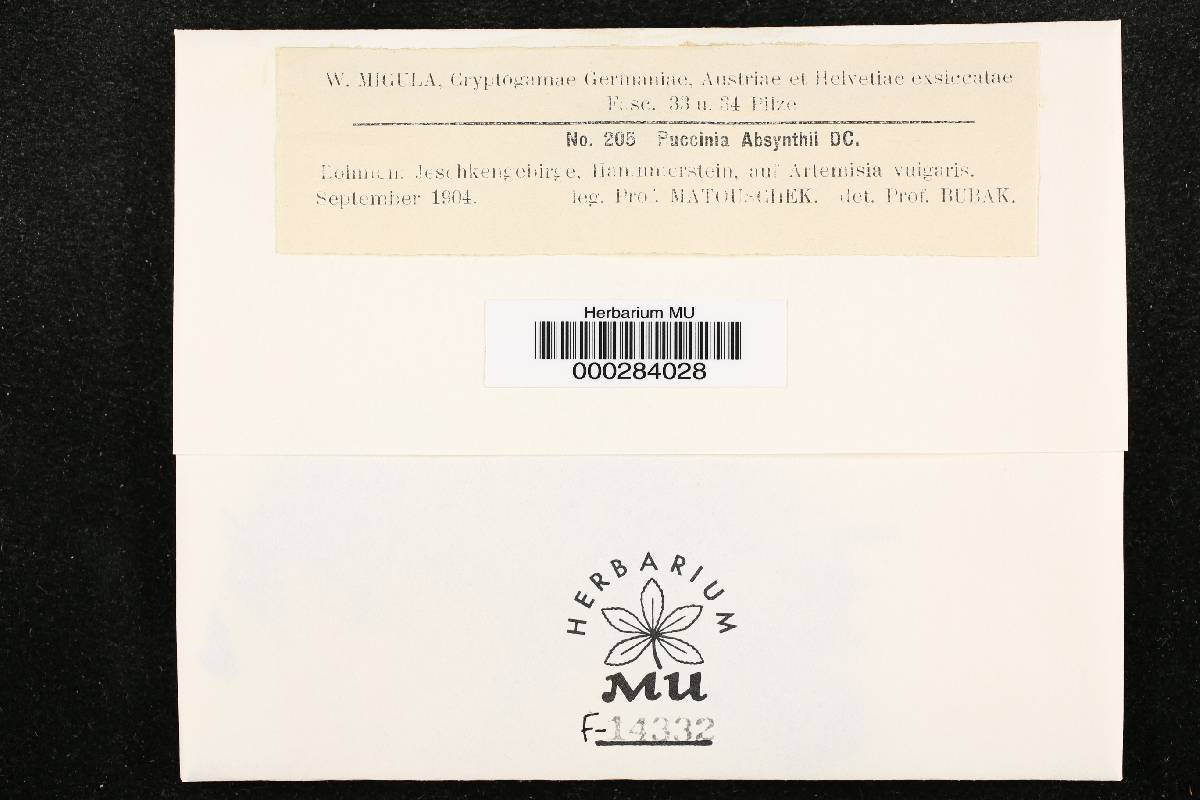 W. MIGULA, Cryptogamae Germaniae, Austriae et Helvetiae exsiccatae
Fasc. 33 u. 34 Pilze
No. 205 Puccinia Absynthii DC.
Böhmen: Jeschkengebirge, Hammerstein, auf Artemisia vulgaris.
September 1904. leg. Prof. MATOUSCHEK. det. Prof. BUBAK.
Herbarium MU
000284028
HERBARIUM
MU
F-14332